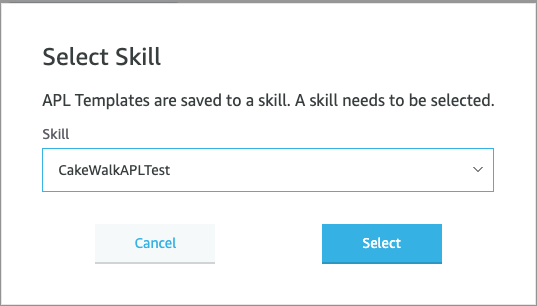 Select Skill
APL Templates are saved to a skill. A skill needs to be selected.
Skill
CakeWalkAPLTest
Cancel Select